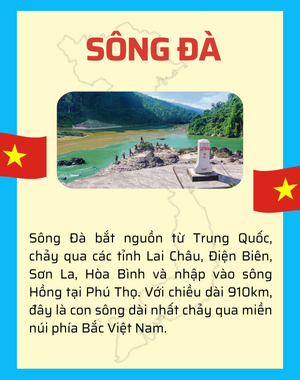 SÔNG ĐÀ
Sông Đà bắt nguồn từ Trung Quốc,
chảy qua các tỉnh Lai Châu, Điện Biên,
Sơn La, Hòa Bình và nhập vào sông
Hồng tại Phú Thọ. Với chiều dài 910km,
đây là con sông dài nhất chảy qua miền
núi phía Bắc Việt Nam.